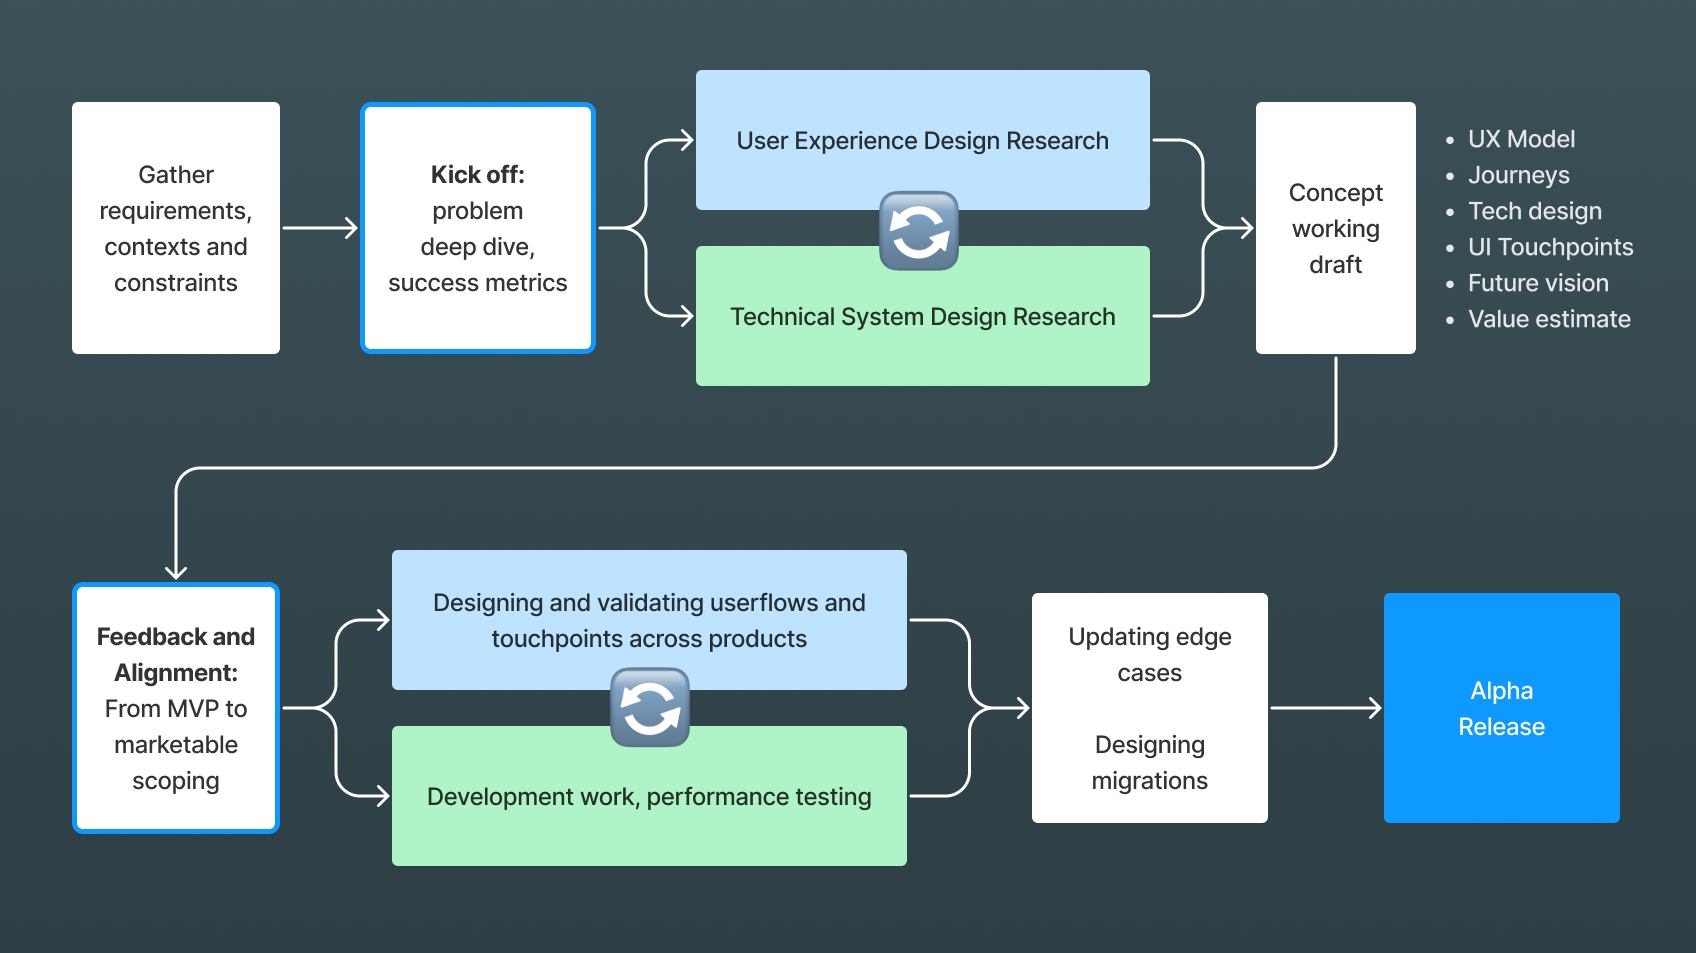 Gather
requirements,
contexts and
constraints
Kick off:
problem
deep dive,
success metrics
User Experience Design Research
Technical System Design Research
Concept
working
draft
• UX Model
• Journeys
• Tech design
• UI Touchpoints
• Future vision
• Value estimate
Feedback and
Alignment:
From MVP to
marketable
scoping
Designing and validating userflows and
touchpoints across products
Development work, performance testing
Updating edge
cases
Designing
migrations
Alpha
Release